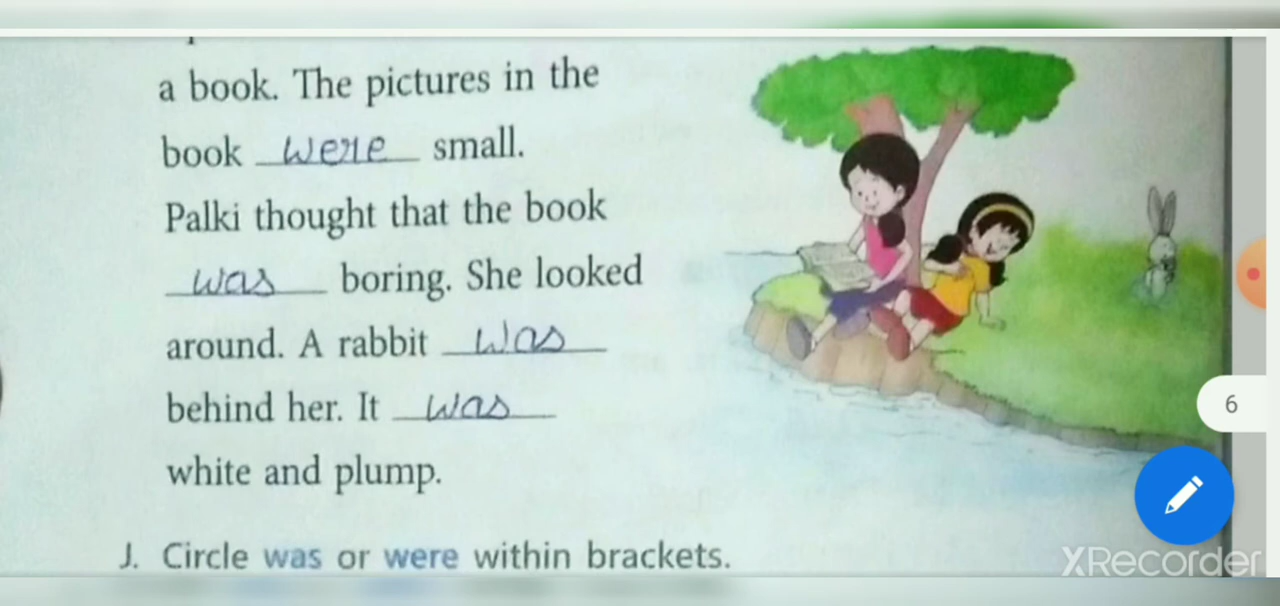 a book. The pictures in the
book were small.
Palki thought that the book
was boring. She looked
around. A rabbit was
behind her. It was
white and plump.
J. Circle was or were within brackets.
6
XRecorder